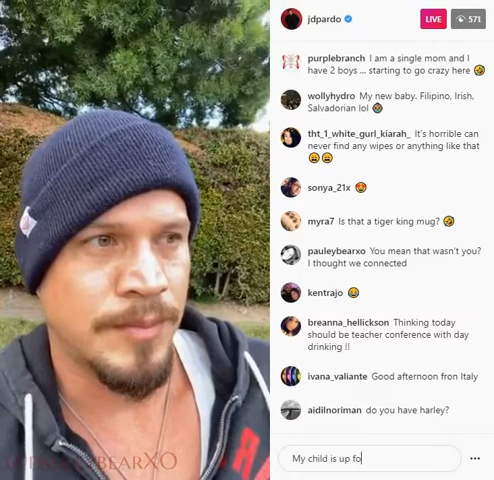 jdpardo
LIVE
571
purplebranch I am a single mom and I
have 2 boys ... starting to go crazy here 🤣
wollyhydro My new baby. Filipino, Irish,
Salvadorian lol
tht_1_white_gurl_kiarah_ It's horrible can
never find any wipes or anything like that
😩😩
sonya_21x 😍
myra7 Is that a tiger king mug? 🤣
pauleybearxo You mean that wasn't you?
I thought we connected
kentrajo 😂
breanna_hellickson Thinking today
should be teacher conference with day
drinking !!
ivana_valiante Good afternoon fron Italy
aidilnoriman do you have harley?
My child is up fo